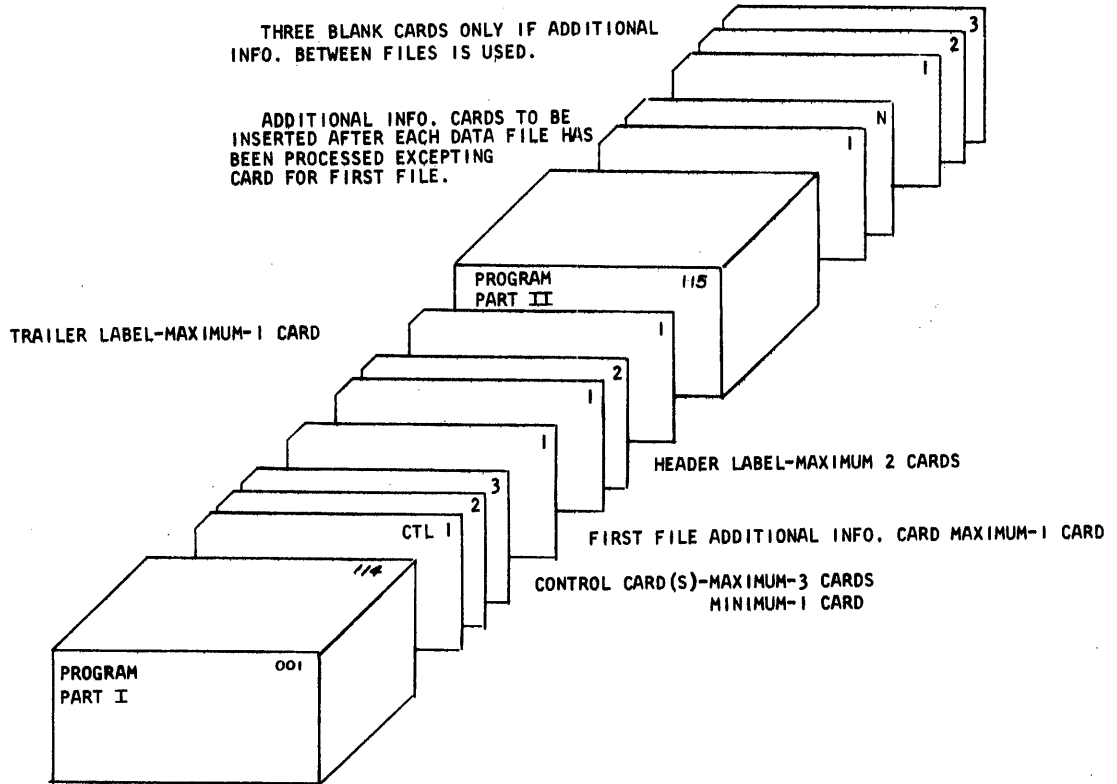 THREE BLANK CARDS ONLY IF ADDITIONAL
INFO. BETWEEN FILES IS USED.
3
2
1
ADDITIONAL INFO. CARDS TO BE
INSERTED AFTER EACH DATA FILE HAS
BEEN PROCESSED EXCEPTING
CARD FOR FIRST FILE.
N
1
PROGRAM
PART II
115
TRAILER LABEL-MAXIMUM-1 CARD
1
2
1
HEADER LABEL-MAXIMUM 2 CARDS
1
FIRST FILE ADDITIONAL INFO. CARD MAXIMUM-1 CARD
3
2
CTL 1
CONTROL CARD(S)-MAXIMUM-3 CARDS
MINIMUM-1 CARD
114
001
PROGRAM
PART I